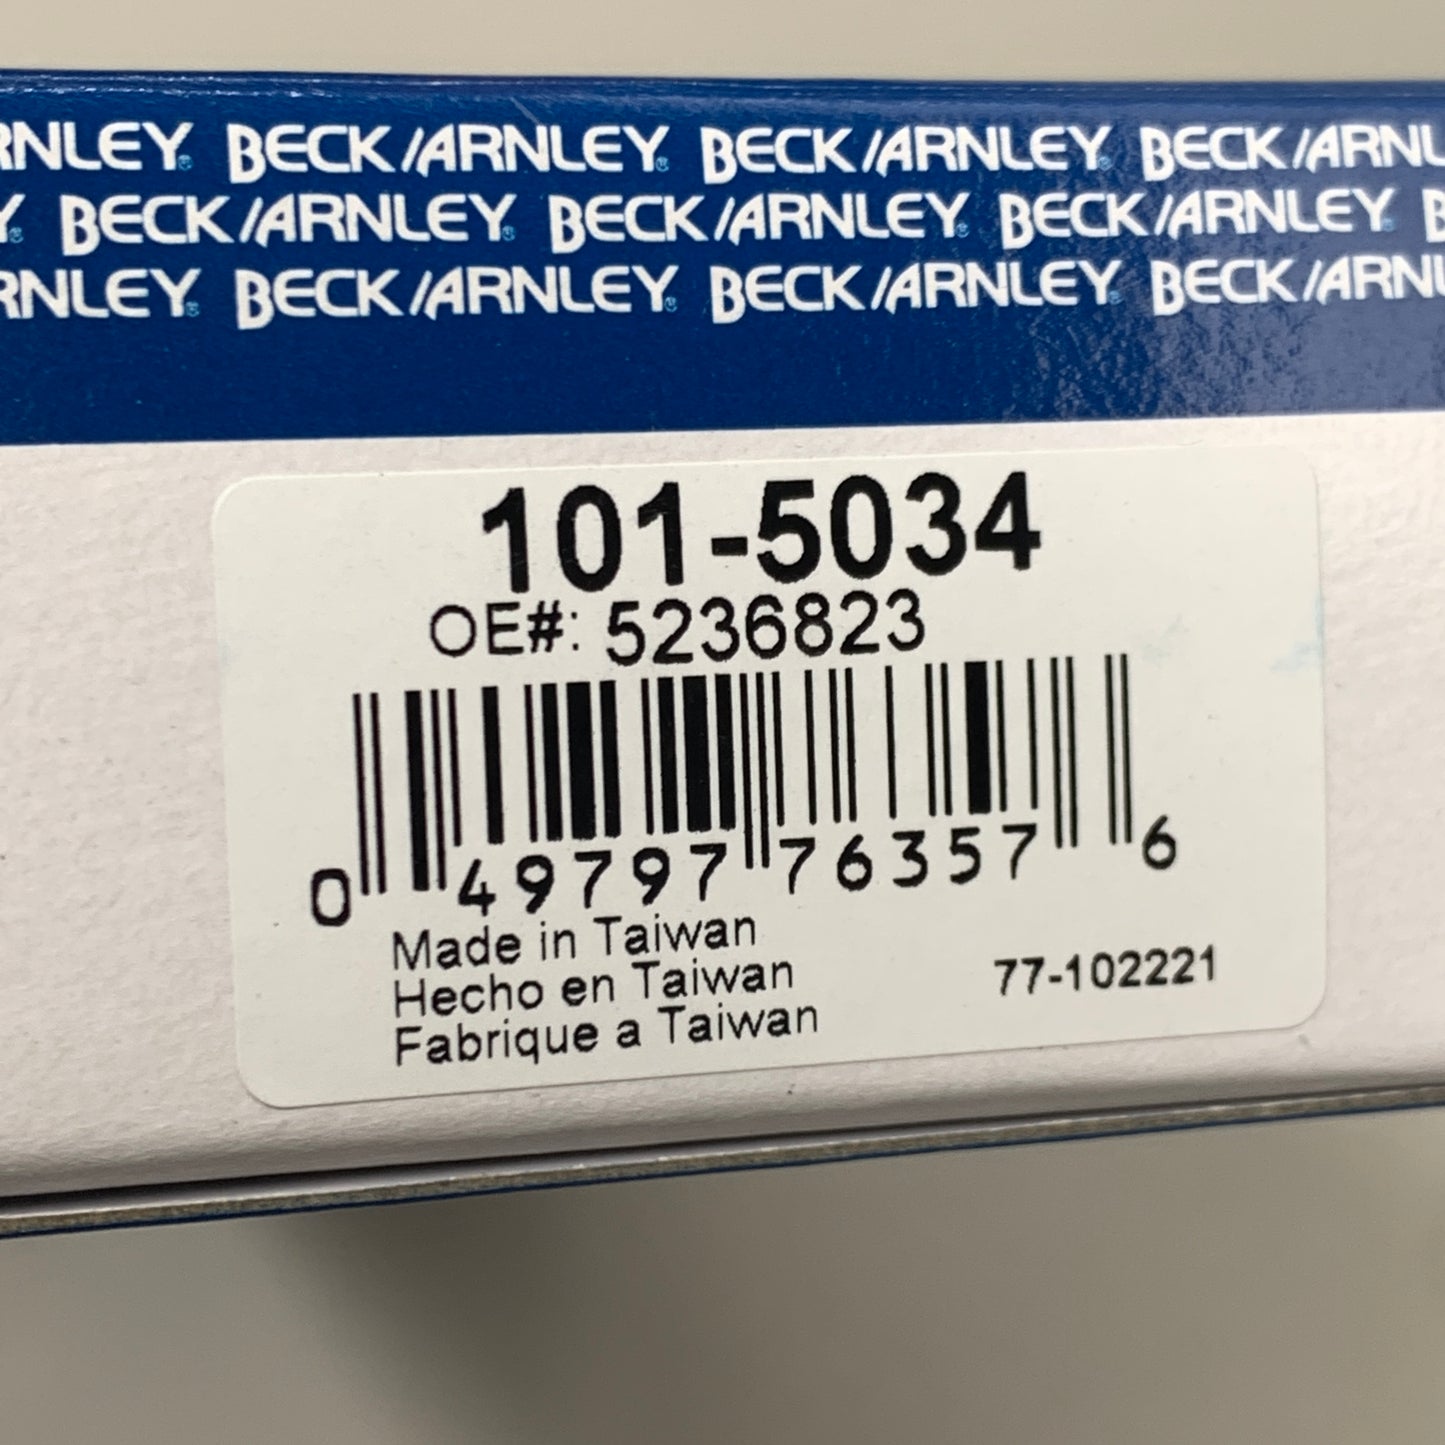 RNLEY® BECK/ARNLEY® BECK/ARNLEY® BECK/ARNL
Y® BECK/ARNLEY® BECK/ARNLEY® BECK/ARNLEY® B
RNLEY® BECK/ARNLEY® BECK/ARNLEY® BECK/ARNL
101-5034
OE#: 5236823
0 49797 76357 6
Made in Taiwan
Hecho en Taiwan
Fabrique a Taiwan
77-102221